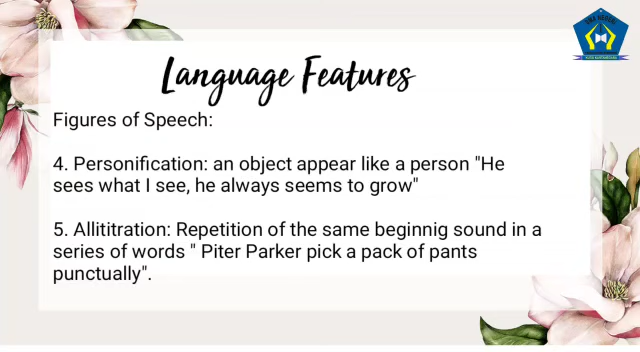 Language Features
Figures of Speech:
4. Personification: an object appear like a person "He
sees what I see, he always seems to grow"
5. Allititration: Repetition of the same beginnig sound in a
series of words " Piter Parker pick a pack of pants
punctually".